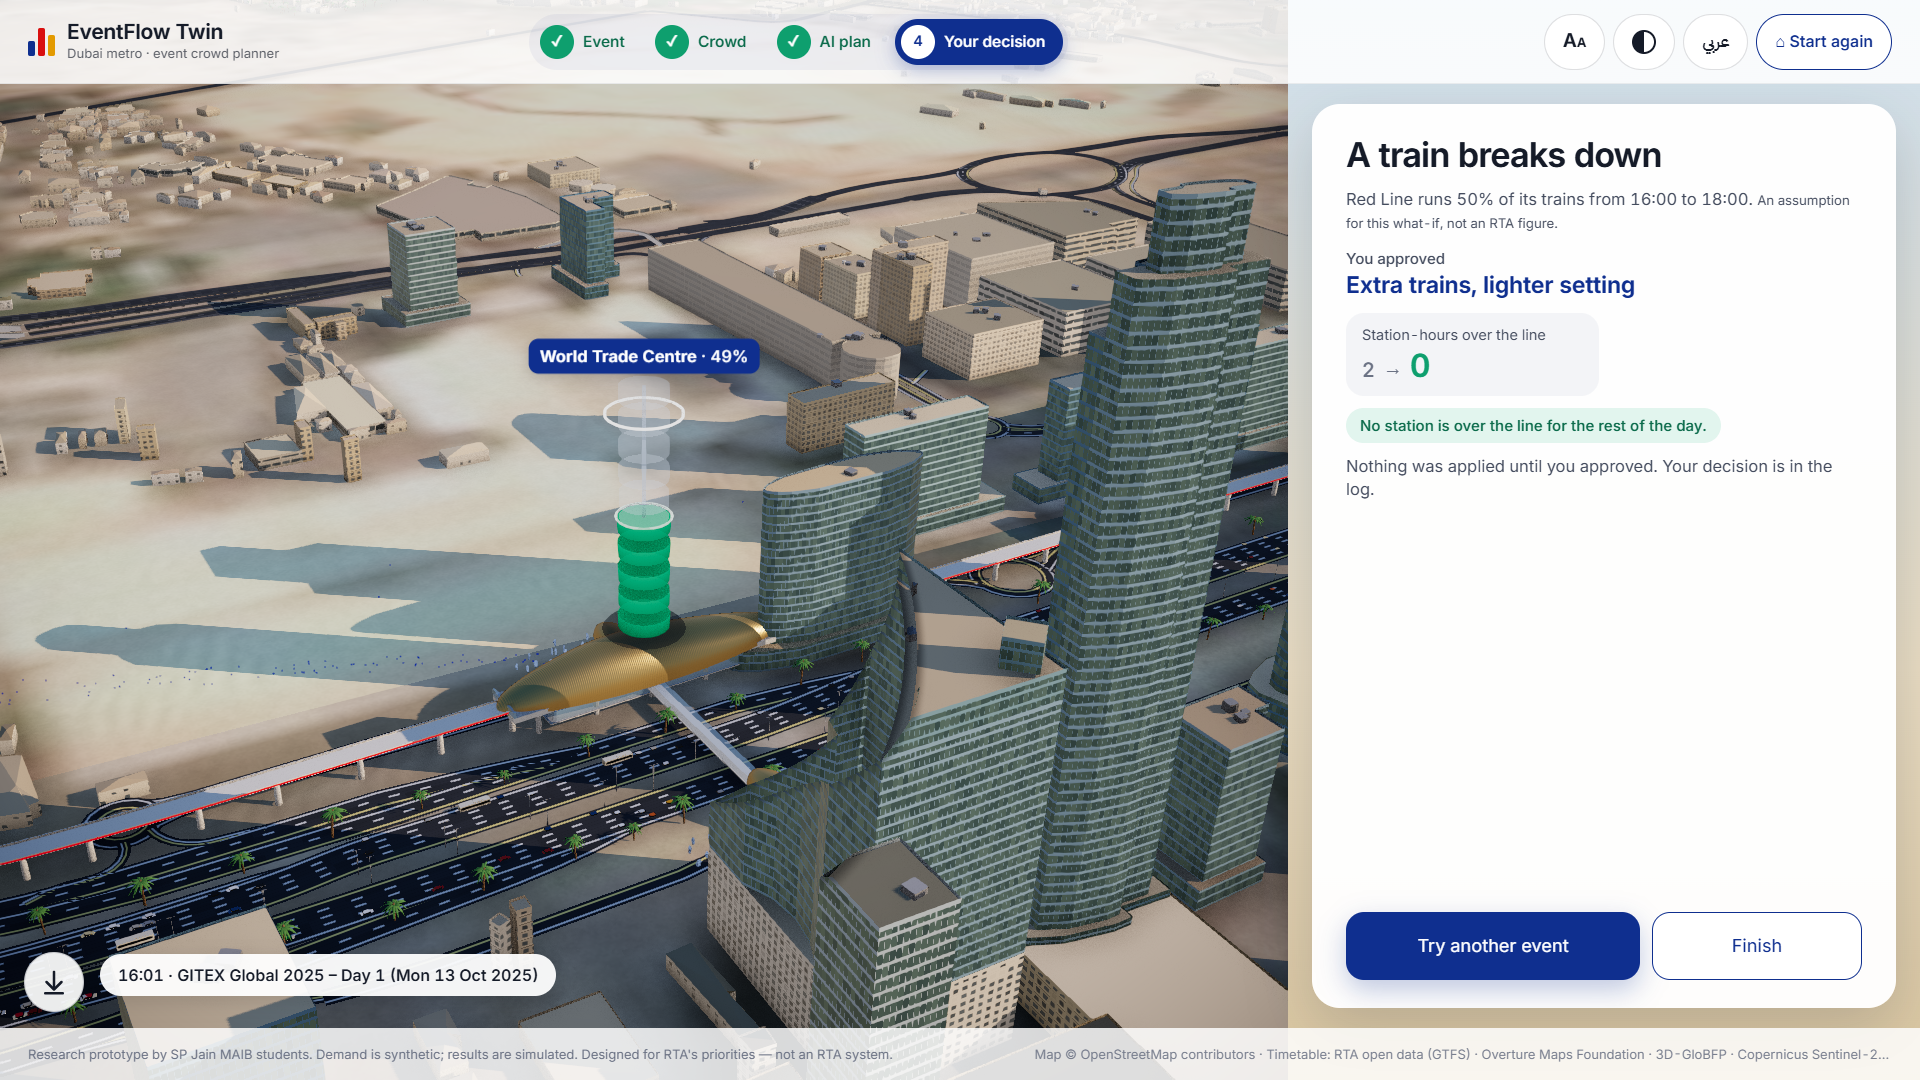 EventFlow Twin
Dubai metro · event crowd planner
Event
Crowd
AI plan
4 Your decision
AA
عربي
⌂ Start again
A train breaks down
Red Line runs 50% of its trains from 16:00 to 18:00. An assumption
for this what-if, not an RTA figure.
You approved
Extra trains, lighter setting
Station-hours over the line
2 → 0
No station is over the line for the rest of the day.
Nothing was applied until you approved. Your decision is in the
log.
World Trade Centre · 49%
16:01 · GITEX Global 2025 – Day 1 (Mon 13 Oct 2025)
Try another event
Finish
Research prototype by SP Jain MAIB students. Demand is synthetic; results are simulated. Designed for RTA's priorities — not an RTA system.
Map © OpenStreetMap contributors · Timetable: RTA open data (GTFS) · Overture Maps Foundation · 3D-GloBFP · Copernicus Sentinel-2…